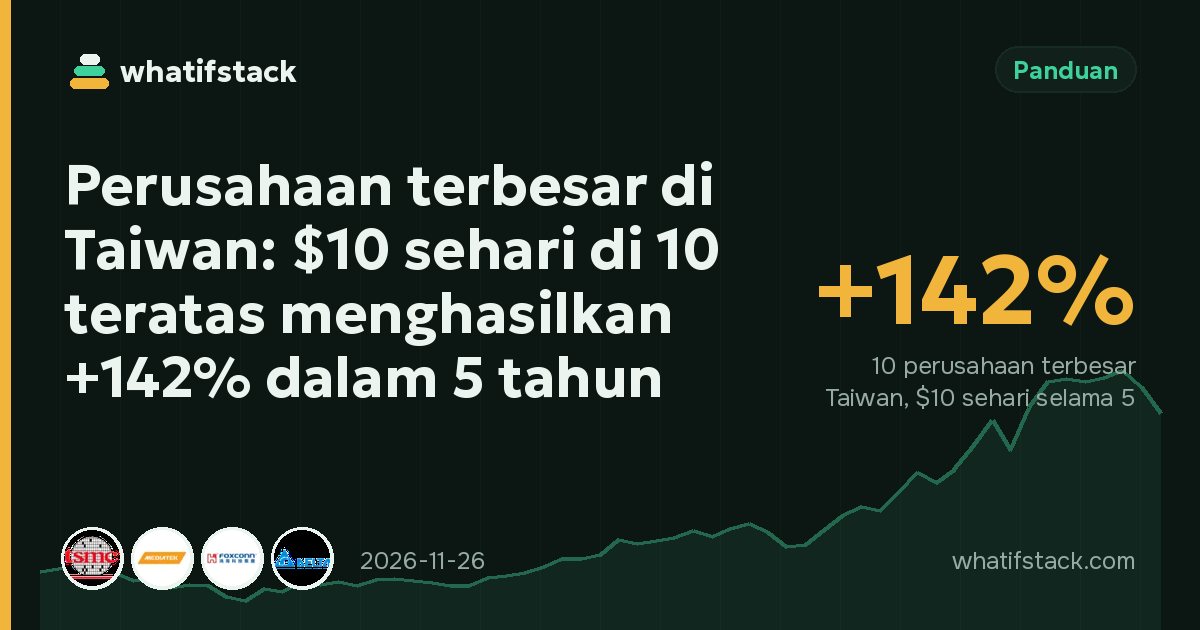 whatifstack
Panduan
Perusahaan terbesar di
Taiwan: $10 sehari di 10
teratas menghasilkan
+142% dalam 5 tahun
+142%
10 perusahaan terbesar
Taiwan, $10 sehari selama 5
tsmc
MEDIATEK
FOXCONN
DELTA
2026-11-26
whatifstack.com